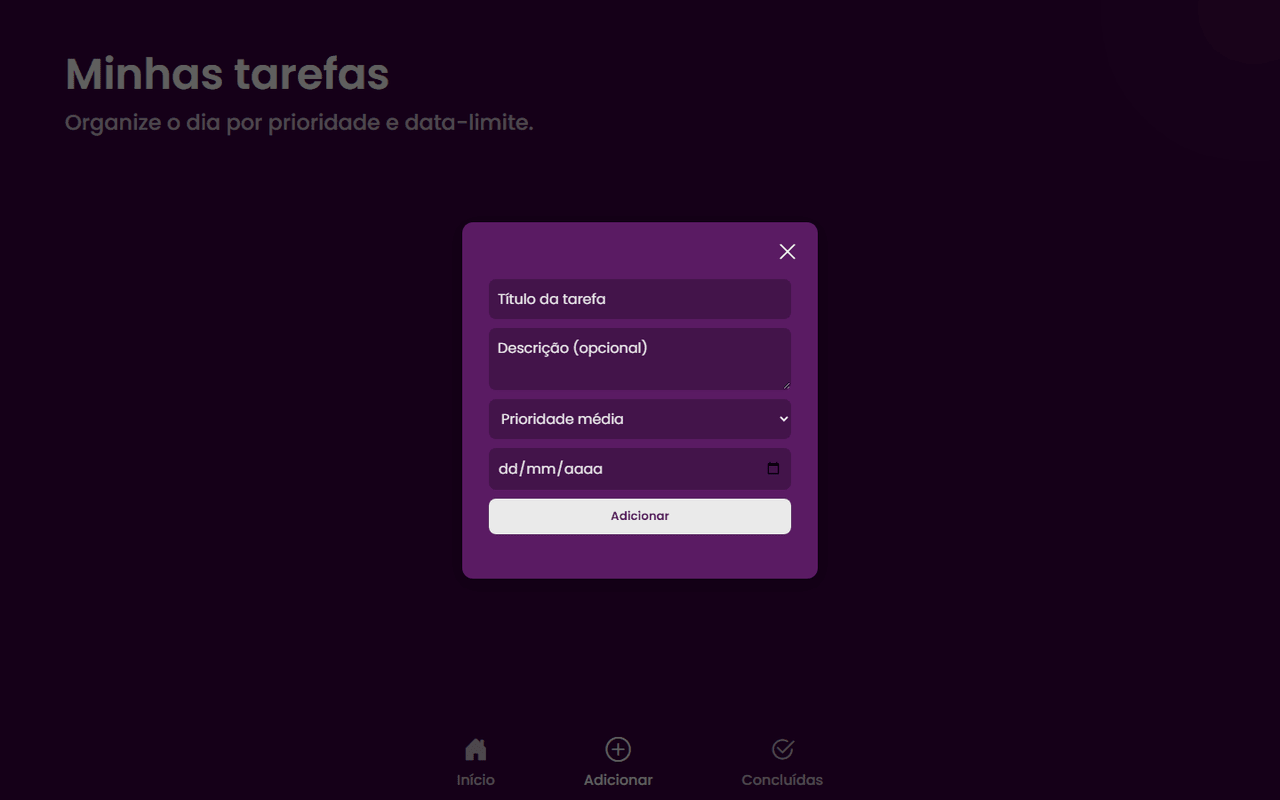 Minhas tarefas
Organize o dia por prioridade e data-limite.
Título da tarefa
Descrição (opcional)
Prioridade média
dd/mm/aaaa
Adicionar
Início
Adicionar
Concluídas